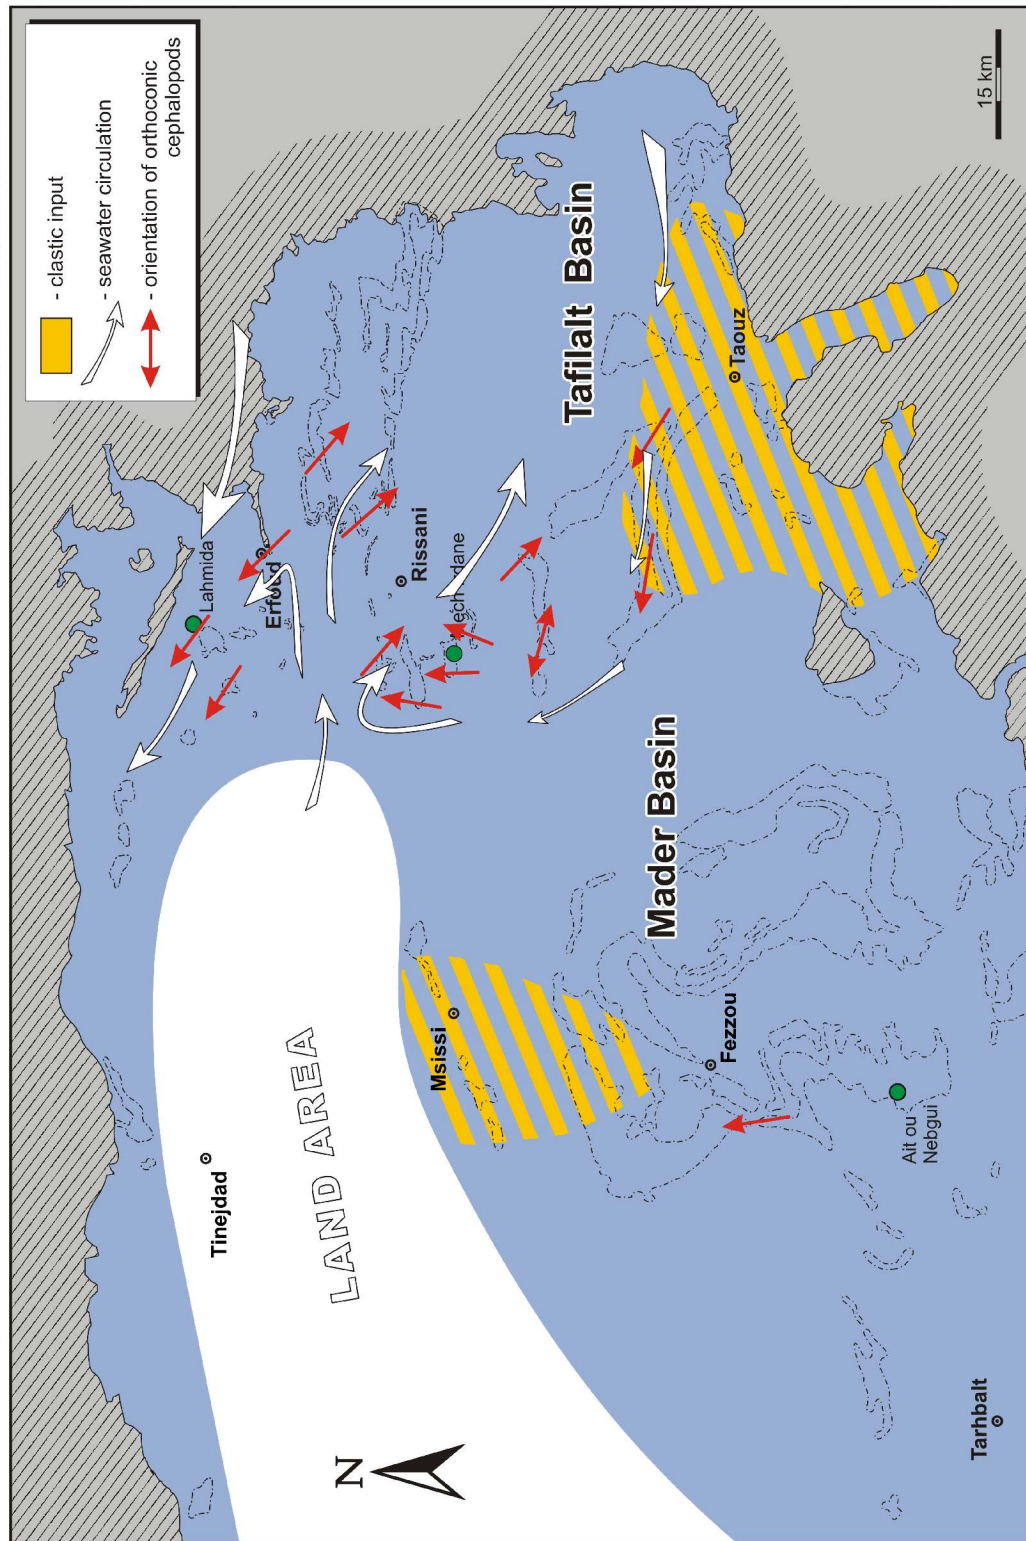 - clastic input
- seawater circulation
- orientation of orthoconic
cephalopods
Lahmida
Erfoud
Rissani
Tinejdad
LAND AREA
N
Msissi
Tafilalt Basin
Taouz
Mader Basin
Fezzou
Ait ou
Nebgui
Tarhbalt
15 km